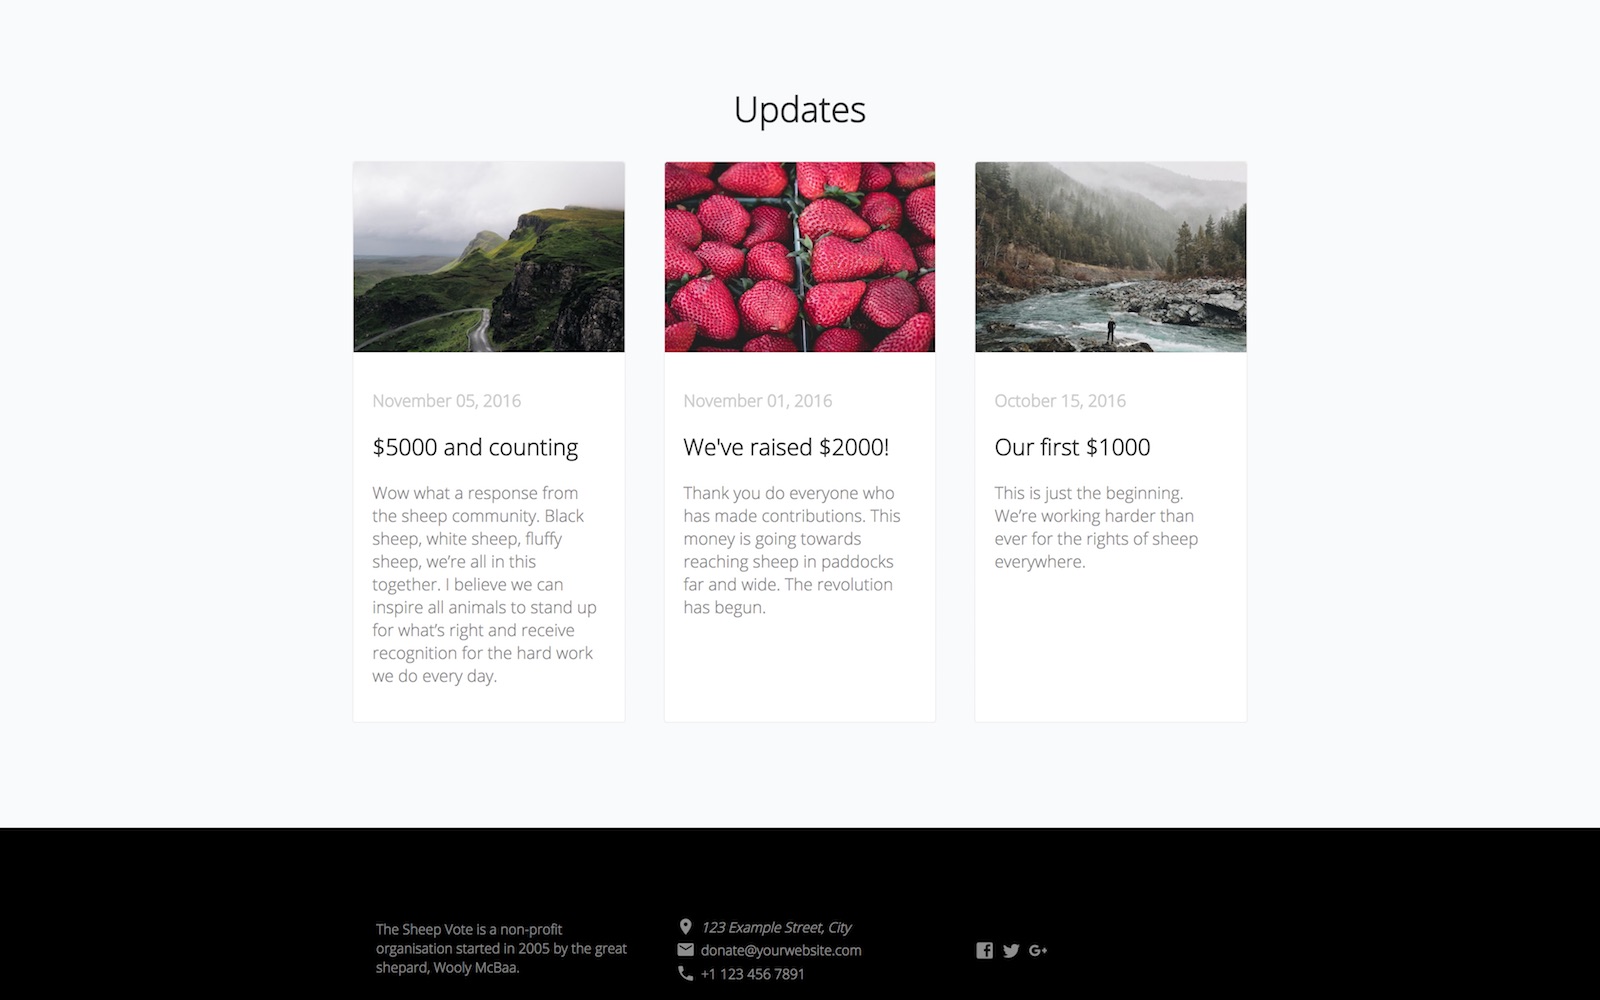 Updates
November 05, 2016
$5000 and counting
Wow what a response from
the sheep community. Black
sheep, white sheep, fluffy
sheep, we’re all in this
together. I believe we can
inspire all animals to stand up
for what’s right and receive
recognition for the hard work
we do every day.
November 01, 2016
We've raised $2000!
Thank you do everyone who
has made contributions. This
money is going towards
reaching sheep in paddocks
far and wide. The revolution
has begun.
October 15, 2016
Our first $1000
This is just the beginning.
We’re working harder than
ever for the rights of sheep
everywhere.
The Sheep Vote is a non-profit
organisation started in 2005 by the great
shepard, Wooly McBaa.
123 Example Street, City
donate@yourwebsite.com
+1 123 456 7891